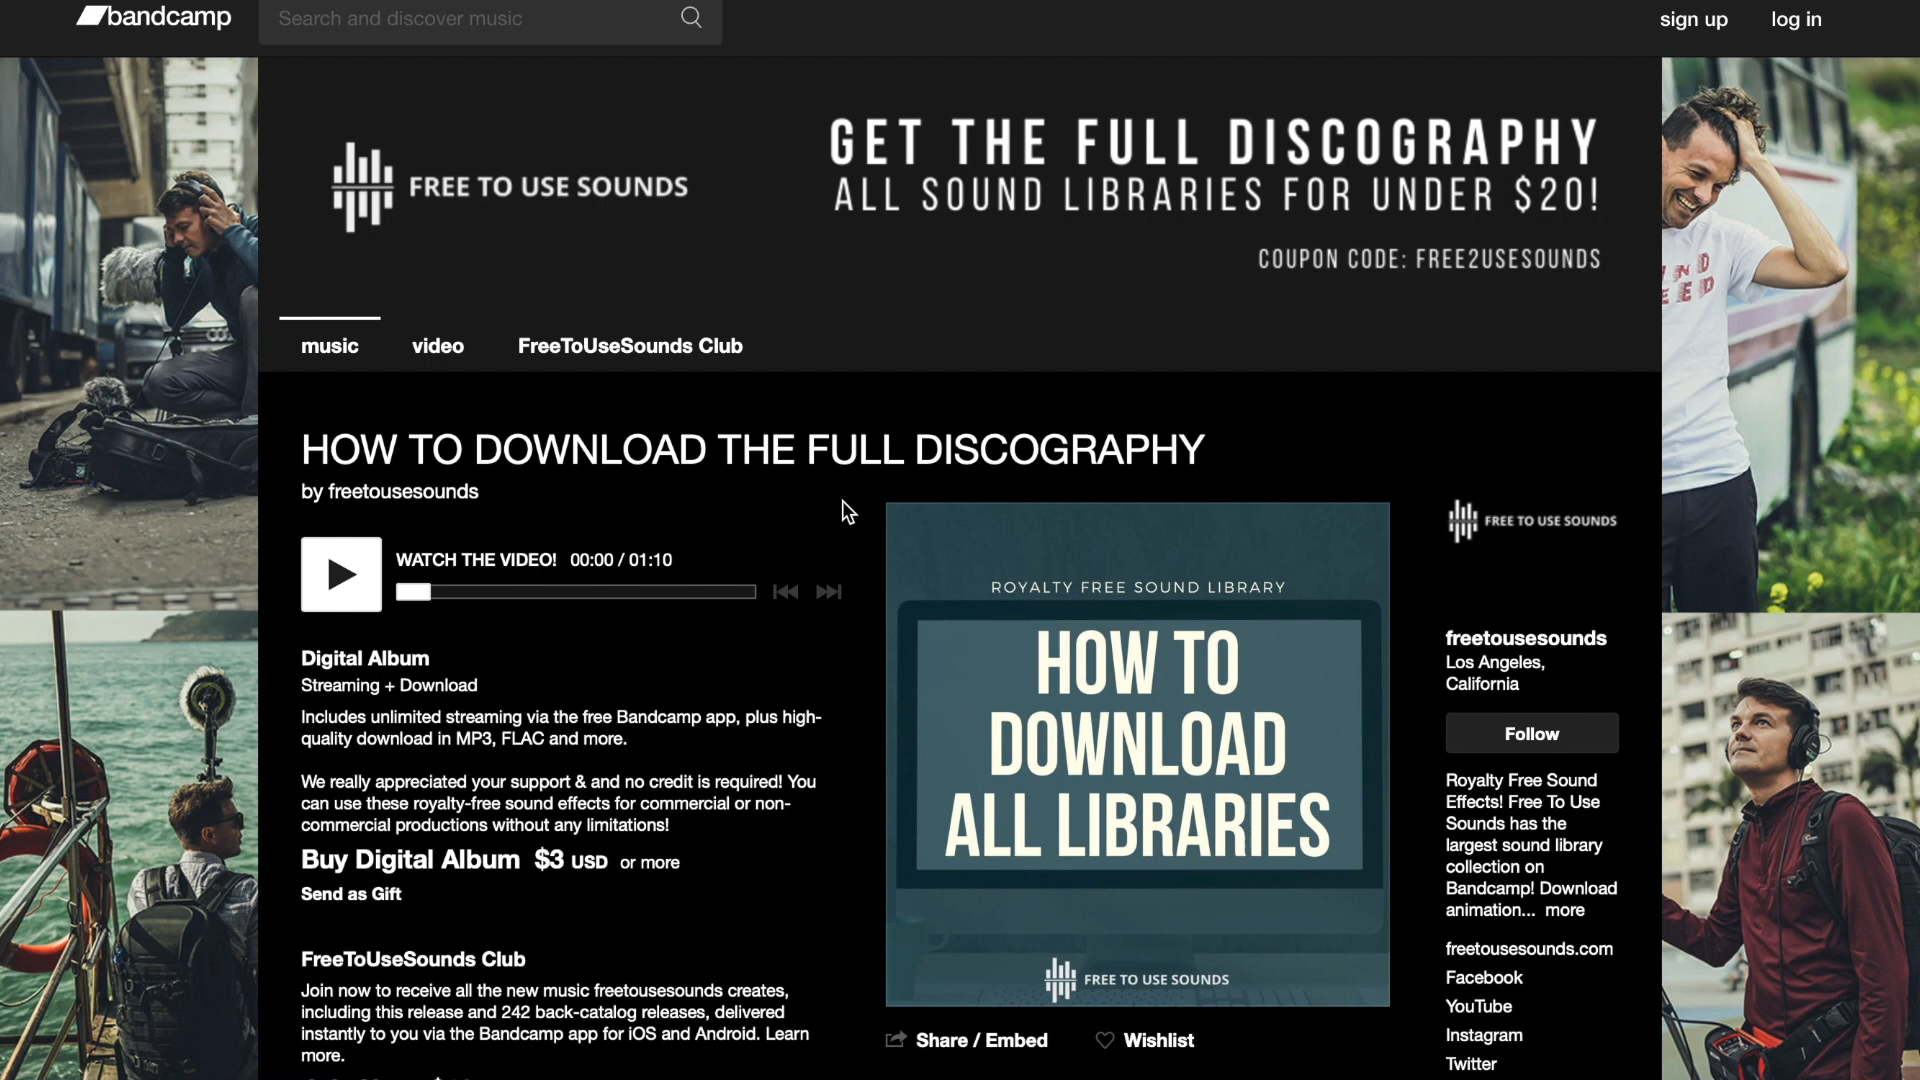 bandcamp
Search and discover music
sign up
log in
FREE TO USE SOUNDS
GET THE FULL DISCOGRAPHY
ALL SOUND LIBRARIES FOR UNDER $20!
COUPON CODE: FREE2USESOUNDS
music
video
FreeToUseSounds Club
HOW TO DOWNLOAD THE FULL DISCOGRAPHY
by freetousesounds
WATCH THE VIDEO! 00:00 / 01:10
Digital Album
Streaming + Download
Includes unlimited streaming via the free Bandcamp app, plus high-
quality download in MP3, FLAC and more.
We really appreciated your support & and no credit is required! You
can use these royalty-free sound effects for commercial or non-
commercial productions without any limitations!
Buy Digital Album $3 USD or more
Send as Gift
FreeToUseSounds Club
Join now to receive all the new music freetousesounds creates,
including this release and 242 back-catalog releases, delivered
instantly to you via the Bandcamp app for iOS and Android. Learn
more.
ROYALTY FREE SOUND LIBRARY
HOW TO
DOWNLOAD
ALL LIBRARIES
FREE TO USE SOUNDS
Share / Embed
Wishlist
FREE TO USE SOUNDS
freetousesounds
Los Angeles,
California
Follow
Royalty Free Sound
Effects! Free To Use
Sounds has the
largest sound library
collection on
Bandcamp! Download
animation... more
freetousesounds.com
Facebook
YouTube
Instagram
Twitter